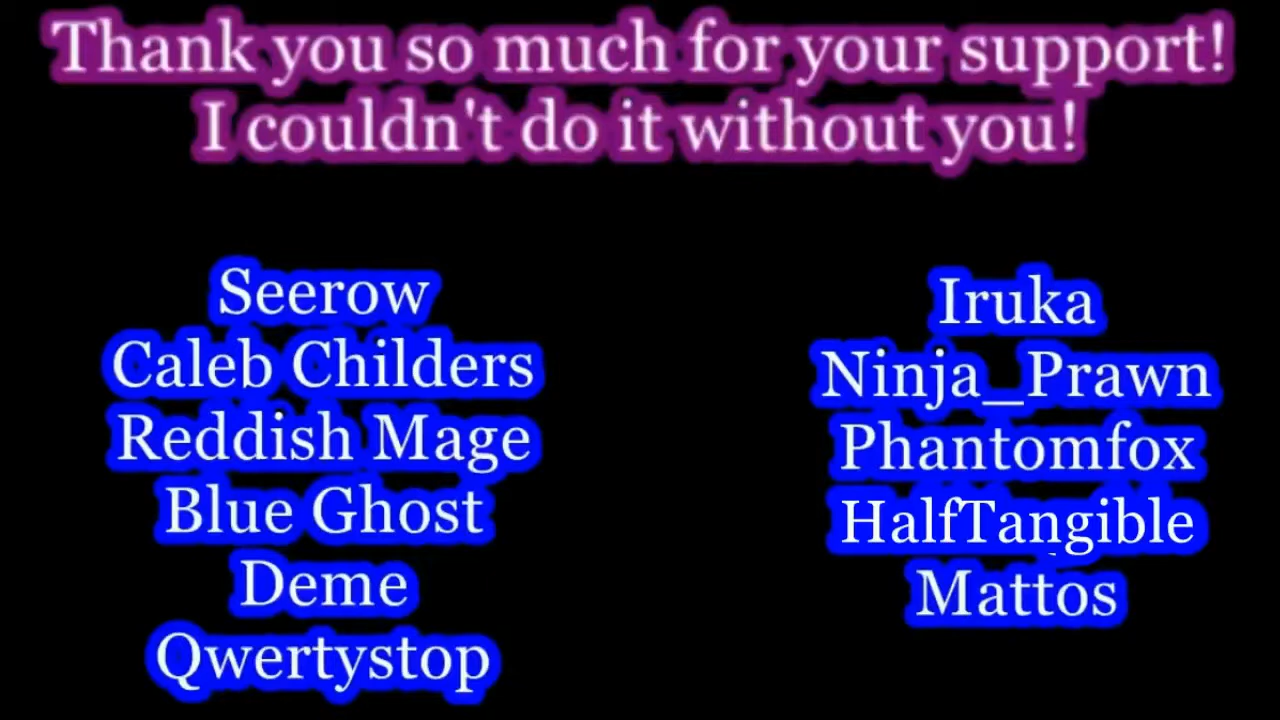 Thank you so much for your support!
I couldn't do it without you!
Seerow
Caleb Childers
Reddish Mage
Blue Ghost
Deme
Qwertystop
Iruka
Ninja_Prawn
Phantomfox
HalfTangible
Mattos